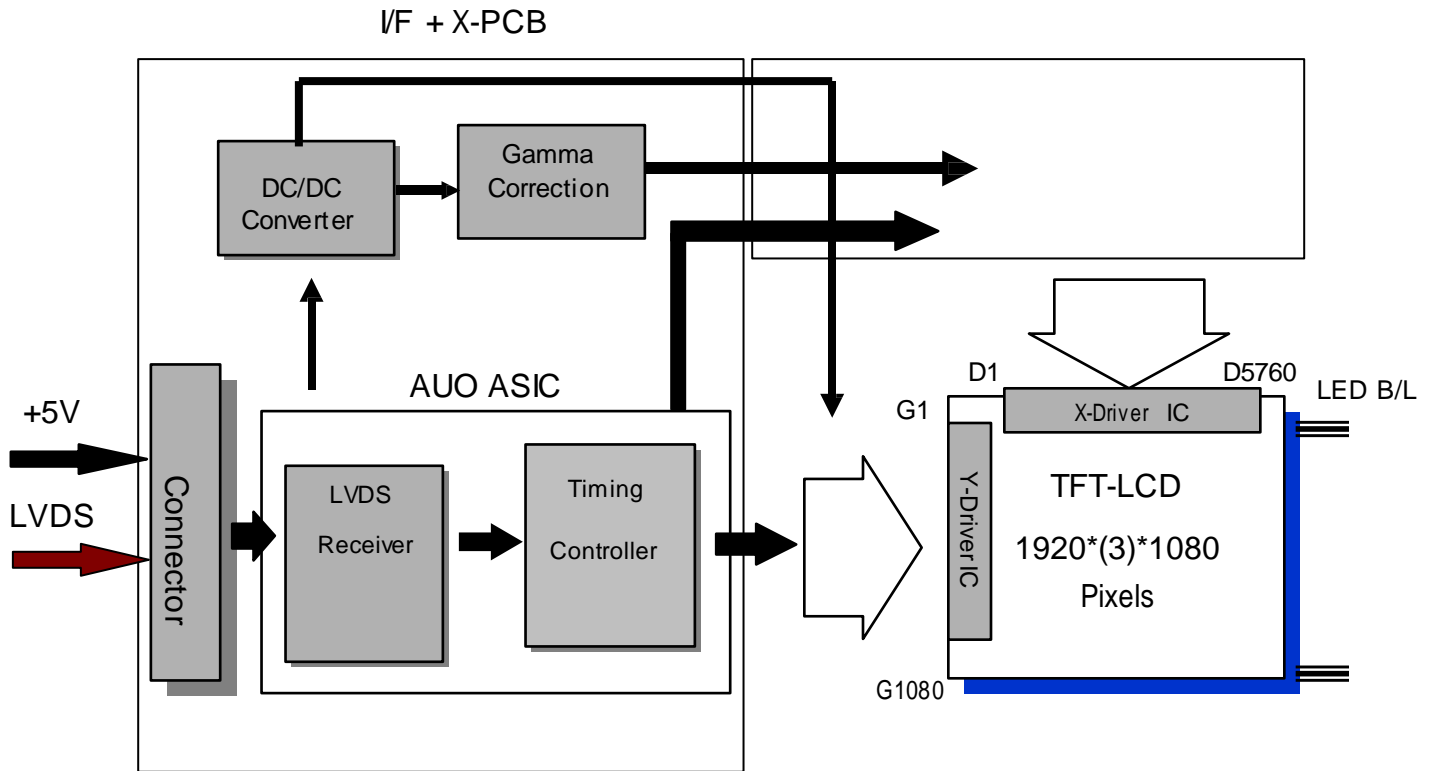 I/F + X-PCB
DC/DC
Converter
Gamma
Correction
AUO ASIC
+5V
LVDS
Connector
LVDS
Receiver
Timing
Controller
D1
D5760
LED B/L
G1
X-Driver IC
Y-Driver IC
TFT-LCD
1920*(3)*1080
Pixels
G1080